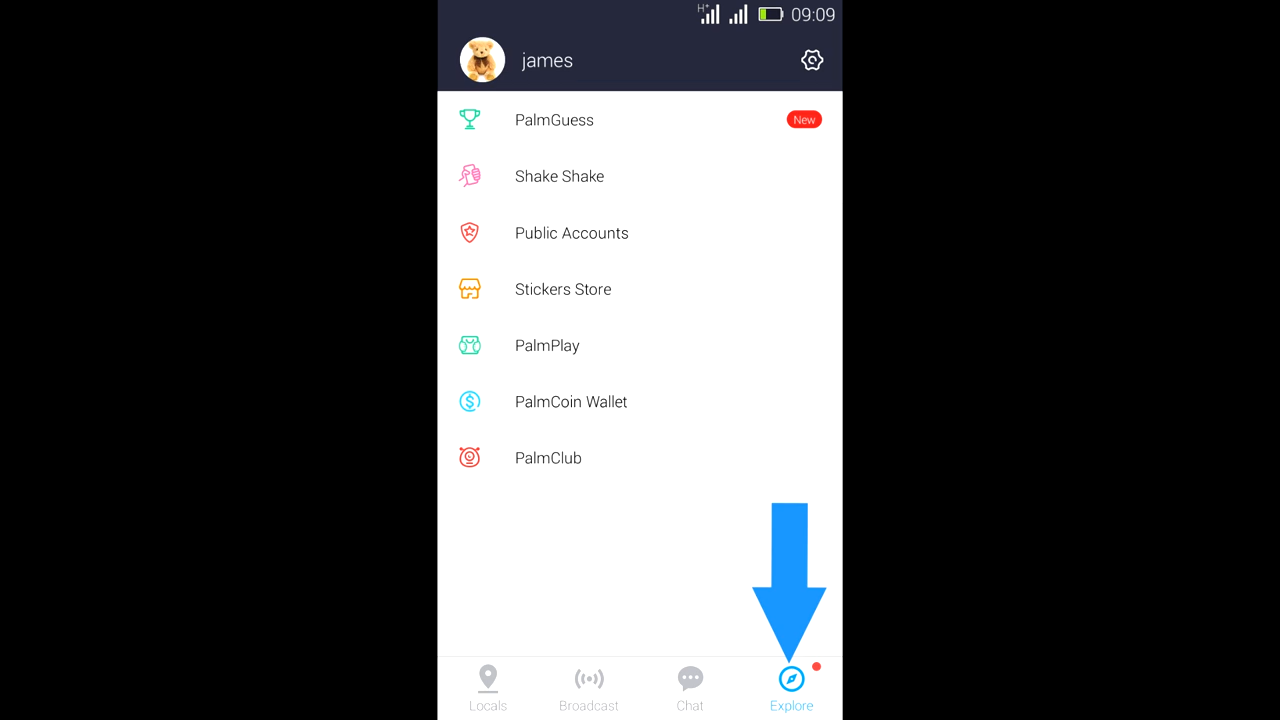 H+ 09:09
james
PalmGuess New
Shake Shake
Public Accounts
Stickers Store
PalmPlay
PalmCoin Wallet
PalmClub
Locals Broadcast Chat Explore